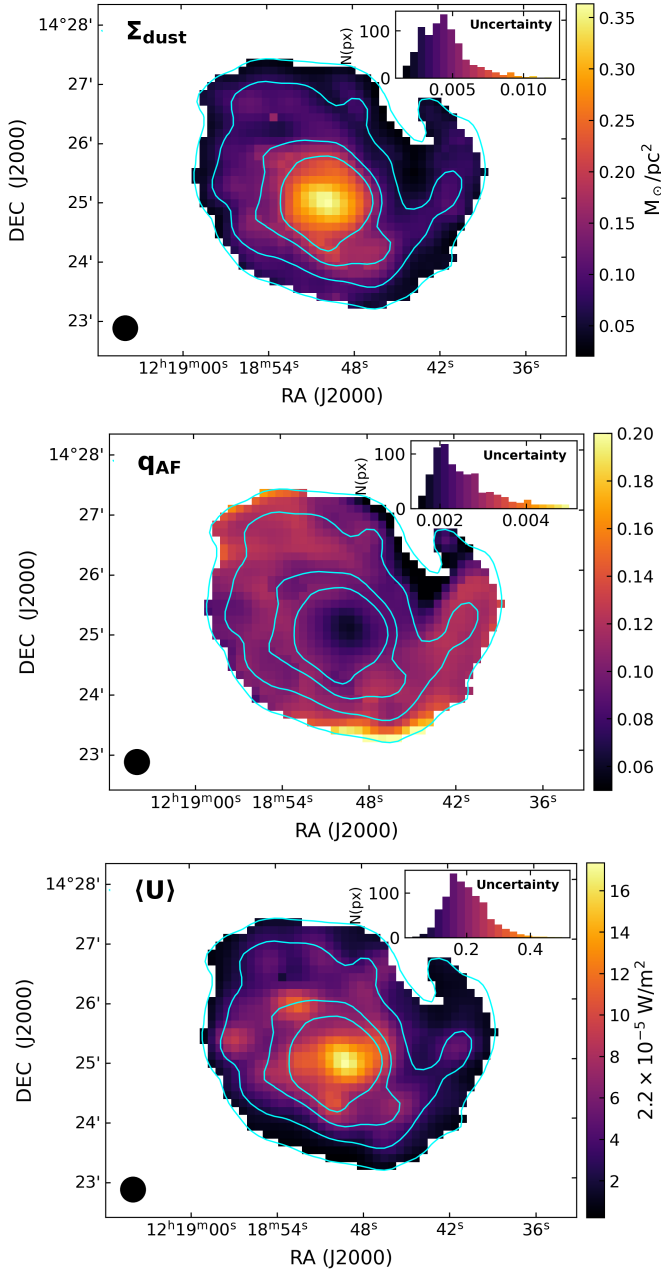 Σdust
Uncertainty
N(px)
100
0
0.005
0.010
14°28'
27'
26'
25'
24'
23'
DEC (J2000)
12ʰ19ᵐ00ˢ
18ᵐ54ˢ
48ˢ
42ˢ
36ˢ
RA (J2000)
0.35
0.30
0.25
0.20
0.15
0.10
0.05
M⊙/pc²
qAF
Uncertainty
N(px)
100
0
0.002
0.004
14°28'
27'
26'
25'
24'
23'
DEC (J2000)
12ʰ19ᵐ00ˢ
18ᵐ54ˢ
48ˢ
42ˢ
36ˢ
RA (J2000)
0.20
0.18
0.16
0.14
0.12
0.10
0.08
0.06
⟨U⟩
Uncertainty
N(px)
100
0
0.2
0.4
14°28'
27'
26'
25'
24'
23'
DEC (J2000)
12ʰ19ᵐ00ˢ
18ᵐ54ˢ
48ˢ
42ˢ
36ˢ
RA (J2000)
16
14
12
10
8
6
4
2
2.2 × 10⁻⁵ W/m²